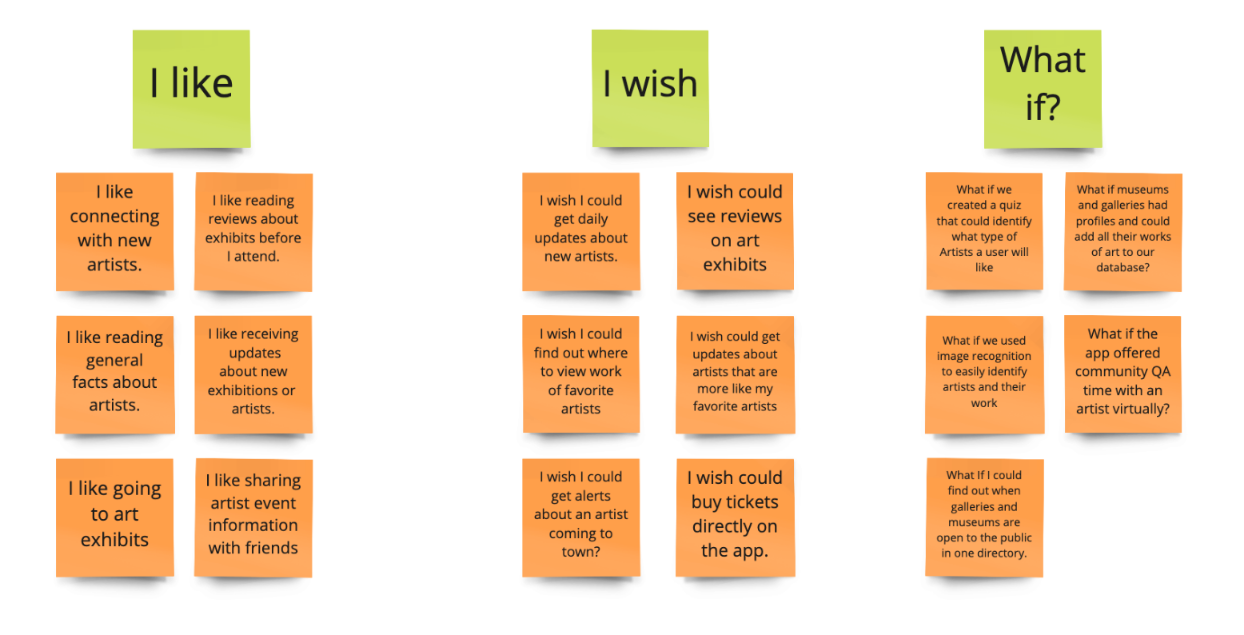 I like
I like
connecting
with new
artists.
I like reading
reviews about
exhibits before
I attend.
I like reading
general
facts about
artists.
I like receiving
updates
about new
exhibitions or
artists.
I like going
to art
exhibits
I like sharing
artist event
information
with friends
I wish
I wish I could
get daily
updates about
new artists.
I wish could
see reviews
on art
exhibits
I wish I could
find out where
to view work
of favorite
artists
I wish could get
updates about
artists that are
more like my
favorite artists
I wish I could
get alerts
about an artist
coming to
town?
I wish could
buy tickets
directly on
the app.
What
if?
What if we
created a quiz
that could identify
what type of
Artists a user will
like
What if museums
and galleries had
profiles and could
add all their works
of art to our
database?
What if we used
image recognition
to easily identify
artists and their
work
What if the
app offered
community QA
time with an
artist virtually?
What If I could
find out when
galleries and
museums are
open to the public
in one directory.